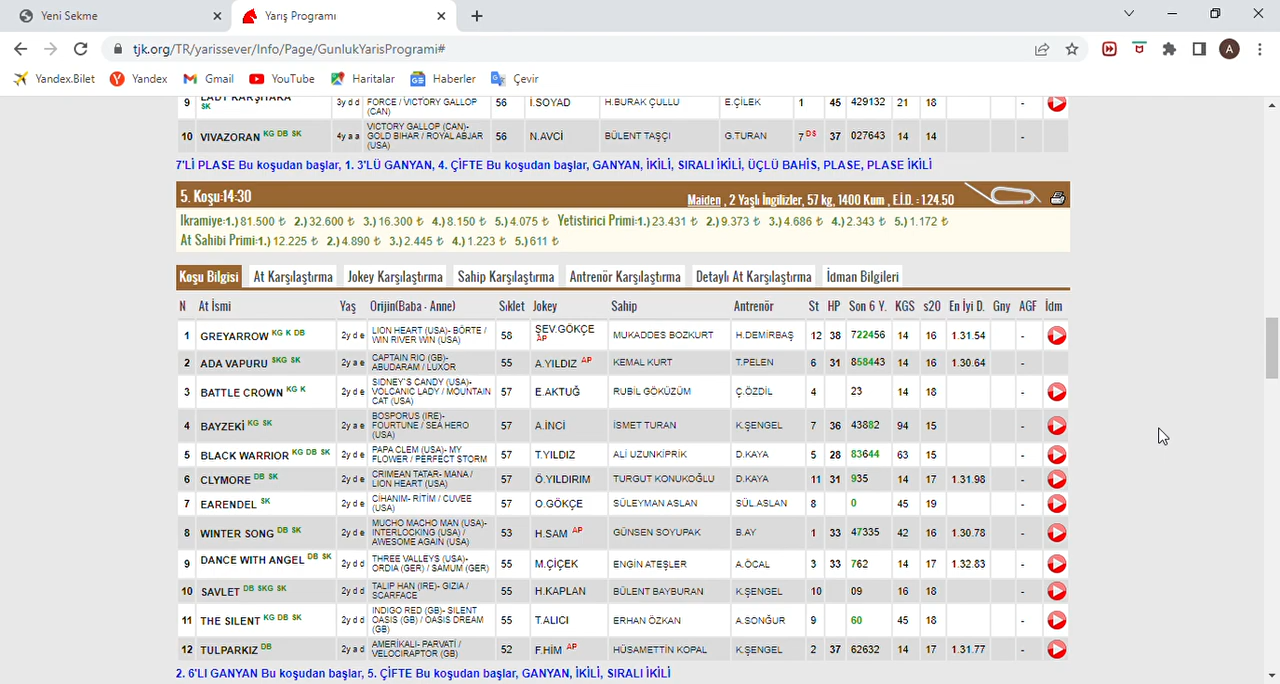 Yeni Sekme
Yarış Programı
tjk.org/TR/yarissever/Info/Page/GunlukYarisProgrami#
A
Yandex.Bilet Yandex Gmail YouTube Haritalar Haberler Çevir
9 LADY KARŞIYAKA SK 3y d d FORCE / VICTORY GALLOP (CAN) 56 İ.SOYAD H.BURAK ÇULLU E.ÇİLEK 1 45 429132 21 18 -
10 VIVAZORAN KG DB SK 4y a a VICTORY GALLOP (CAN)- GOLD BIHAR / ROYAL ABJAR (USA) 56 N.AVCİ BÜLENT TAŞÇI G.TURAN 7 DS 37 027643 14 14 -
7'Lİ PLASE Bu koşudan başlar, 1. 3'LÜ GANYAN, 4. ÇİFTE Bu koşudan başlar, GANYAN, İKİLİ, SIRALI İKİLİ, ÜÇLÜ BAHİS, PLASE, PLASE İKİLİ
5. Koşu:14:30 Maiden , 2 Yaşlı İngilizler, 57 kg, 1400 Kum , E.İ.D. : 1.24.50
Ikramiye:1.) 81.500 ₺ 2.) 32.600 ₺ 3.) 16.300 ₺ 4.) 8.150 ₺ 5.) 4.075 ₺ Yetistirici Primi:1.) 23.431 ₺ 2.) 9.373 ₺ 3.) 4.686 ₺ 4.) 2.343 ₺ 5.) 1.172 ₺
At Sahibi Primi:1.) 12.225 ₺ 2.) 4.890 ₺ 3.) 2.445 ₺ 4.) 1.223 ₺ 5.) 611 ₺
Koşu Bilgisi At Karşılaştırma Jokey Karşılaştırma Sahip Karşılaştırma Antrenör Karşılaştırma Detaylı At Karşılaştırma İdman Bilgileri
N At İsmi Yaş Orijin(Baba - Anne) Sıklet Jokey Sahip Antrenör St HP Son 6 Y. KGS s20 En İyi D. Gny AGF İdm
1 GREYARROW KG K DB 2y d e LION HEART (USA)- BÖRTE / WIN RIVER WIN (USA) 58 ŞEV.GÖKÇE AP MUKADDES BOZKURT H.DEMİRBAŞ 12 38 722456 14 16 1.31.54 -
2 ADA VAPURU SKG SK 2y a e CAPTAIN RIO (GB)- ABUDARAM / LUXOR 55 A.YILDIZ AP KEMAL KURT T.PELEN 6 31 858443 14 16 1.30.64 -
3 BATTLE CROWN KG K 2y d e SIDNEY'S CANDY (USA)- VOLCANIC LADY / MOUNTAIN CAT (USA) 57 E.AKTUĞ RUBİL GÖKÜZÜM Ç.ÖZDİL 4 23 14 18 -
4 BAYZEKİ KG SK 2y a e BOSPORUS (IRE)- FOURTUNE / SEA HERO (USA) 57 A.İNCİ İSMET TURAN K.ŞENGEL 7 36 43882 94 15 -
5 BLACK WARRIOR KG DB SK 2y d e PAPA CLEM (USA)- MY FLOWER / PERFECT STORM 57 T.YILDIZ ALİ UZUNKİPRİK D.KAYA 5 28 83644 63 15 -
6 CLYMORE DB SK 2y d e CRIMEAN TATAR- MANA / LION HEART (USA) 57 Ö.YILDIRIM TURGUT KONUKOĞLU D.KAYA 11 31 935 14 17 1.31.98 -
7 EARENDEL SK 2y d e CİHANIM- RİTİM / CUVEE (USA) 57 O.GÖKÇE SÜLEYMAN ASLAN SÜL.ASLAN 8 0 45 19 -
8 WINTER SONG DB SK 2y d e MUCHO MACHO MAN (USA)- INTERLOCKING (USA) / AWESOME AGAIN (USA) 53 H.SAM AP GÜNSEN SOYUPAK B.AY 1 33 47335 42 16 1.30.78 -
9 DANCE WITH ANGEL DB SK 2y d d THREE VALLEYS (USA)- ORDIA (GER) / SAMUM (GER) 55 M.ÇİÇEK ENGİN ATEŞLER A.ÖCAL 3 33 762 14 17 1.32.83 -
10 SAVLET DB SKG SK 2y d d TALIP HAN (IRE)- GIZIA / SCARFACE 55 H.KAPLAN BÜLENT BAYBURAN K.ŞENGEL 10 09 16 18 -
11 THE SILENT KG DB SK 2y d d INDIGO RED (GB)- SILENT OASIS (GB) / OASIS DREAM (GB) 55 T.ALICI ERHAN ÖZKAN A.SONĞUR 9 60 45 18 -
12 TULPARKIZ DB 2y a d AMERİKALI- PARVATİ / VELOCIRAPTOR (GB) 52 F.HİM AP HÜSAMETTİN KOPAL K.ŞENGEL 2 37 62632 14 17 1.31.77 -
2. 6'LI GANYAN Bu koşudan başlar, 5. ÇİFTE Bu koşudan başlar, GANYAN, İKİLİ, SIRALI İKİLİ